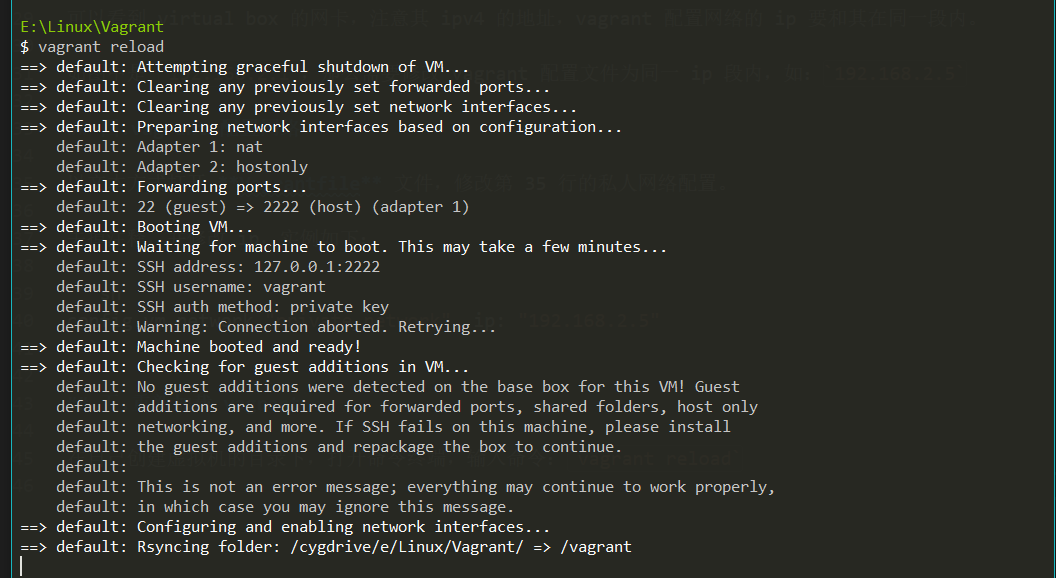 E:\Linux\Vagrant
$ vagrant reload
==> default: Attempting graceful shutdown of VM...
==> default: Clearing any previously set forwarded ports...
==> default: Clearing any previously set network interfaces...
==> default: Preparing network interfaces based on configuration...
default: Adapter 1: nat
default: Adapter 2: hostonly
==> default: Forwarding ports...
default: 22 (guest) => 2222 (host) (adapter 1)
==> default: Booting VM...
==> default: Waiting for machine to boot. This may take a few minutes...
default: SSH address: 127.0.0.1:2222
default: SSH username: vagrant
default: SSH auth method: private key
default: Warning: Connection aborted. Retrying...
==> default: Machine booted and ready!
==> default: Checking for guest additions in VM...
default: No guest additions were detected on the base box for this VM! Guest
default: additions are required for forwarded ports, shared folders, host only
default: networking, and more. If SSH fails on this machine, please install
default: the guest additions and repackage the box to continue.
default:
default: This is not an error message; everything may continue to work properly,
default: in which case you may ignore this message.
==> default: Configuring and enabling network interfaces...
==> default: Rsyncing folder: /cygdrive/e/Linux/Vagrant/ => /vagrant